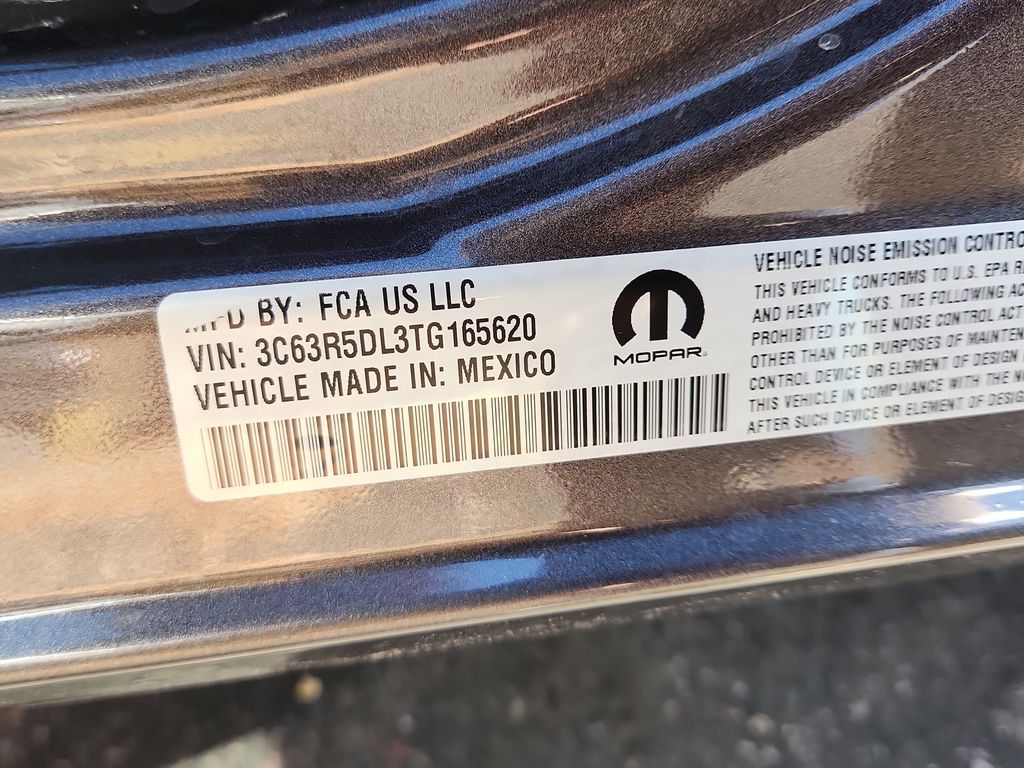 MFD BY: FCA US LLC
VIN: 3C63R5DL3TG165620
VEHICLE MADE IN: MEXICO
MOPAR
VEHICLE NOISE EMISSION CONTRO
THIS VEHICLE CONFORMS TO U.S. EPA R
AND HEAVY TRUCKS. THE FOLLOWING AC
PROHIBITED BY THE NOISE CONTROL ACT
OTHER THAN FOR PURPOSES OF MAINTEN
CONTROL DEVICE OR ELEMENT OF DESIGN
THIS VEHICLE IN COMPLIANCE WITH THE NO
AFTER SUCH DEVICE OR ELEMENT OF DESIG